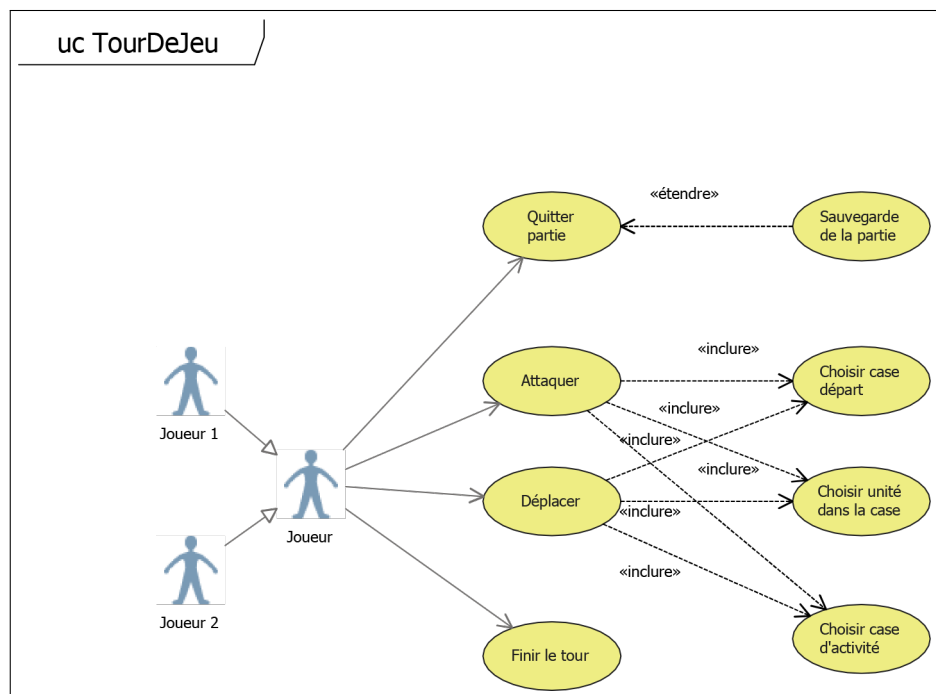 uc TourDeJeu
«étendre»
Quitter
partie
Sauvegarde
de la partie
«inclure»
Attaquer
Choisir case
départ
«inclure»
Joueur 1
«inclure»
«inclure»
Déplacer
Choisir unité
dans la case
«inclure»
Joueur
«inclure»
Joueur 2
Choisir case
d'activité
Finir le tour